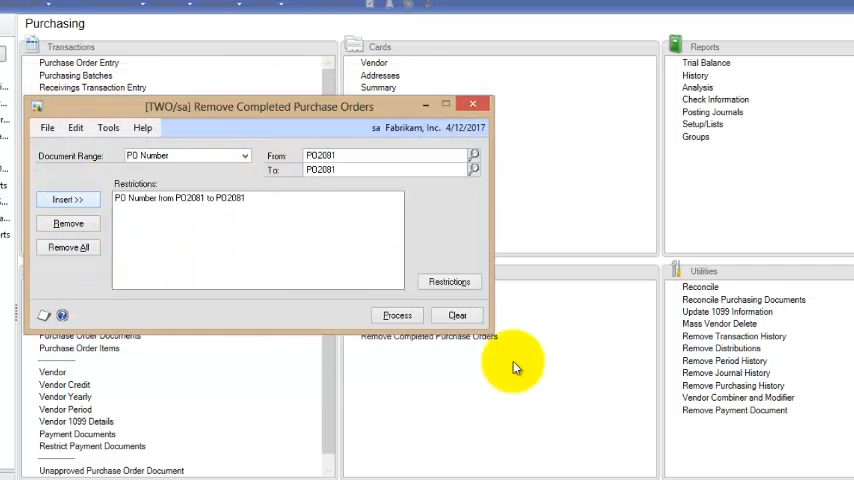 Purchasing
Transactions
Purchase Order Entry
Purchasing Batches
Receivings Transaction Entry
Cards
Vendor
Addresses
Summary
Reports
Trial Balance
History
Analysis
Check Information
Posting Journals
Setup/Lists
Groups
[TWO/sa] Remove Completed Purchase Orders
File Edit Tools Help
sa Fabrikam, Inc. 4/12/2017
Document Range: PO Number
From: PO2081
To: PO2081
Restrictions:
Insert >>
PO Number from PO2081 to PO2081
Remove
Remove All
Restrictions
Process
Clear
Purchase Order Documents
Purchase Order Items
Vendor
Vendor Credit
Vendor Yearly
Vendor Period
Vendor 1099 Details
Payment Documents
Restrict Payment Documents
Unapproved Purchase Order Document
Remove Completed Purchase Orders
Utilities
Reconcile
Reconcile Purchasing Documents
Update 1099 Information
Mass Vendor Delete
Remove Transaction History
Remove Distributions
Remove Period History
Remove Journal History
Remove Purchasing History
Vendor Combiner and Modifier
Remove Payment Document